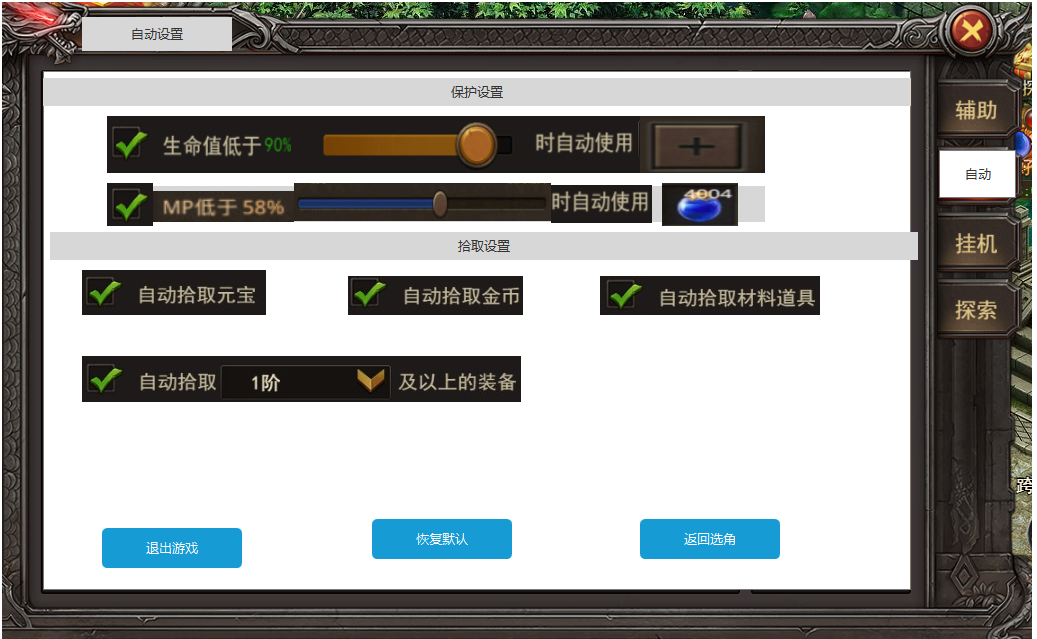 自动设置
保护设置
辅助
生命值低于90% 时自动使用
自动
MP低于 58% 时自动使用 4004
拾取设置
挂机
自动拾取元宝 自动拾取金币 自动拾取材料道具
探索
自动拾取 1阶 及以上的装备
跨
退出游戏 恢复默认 返回选角